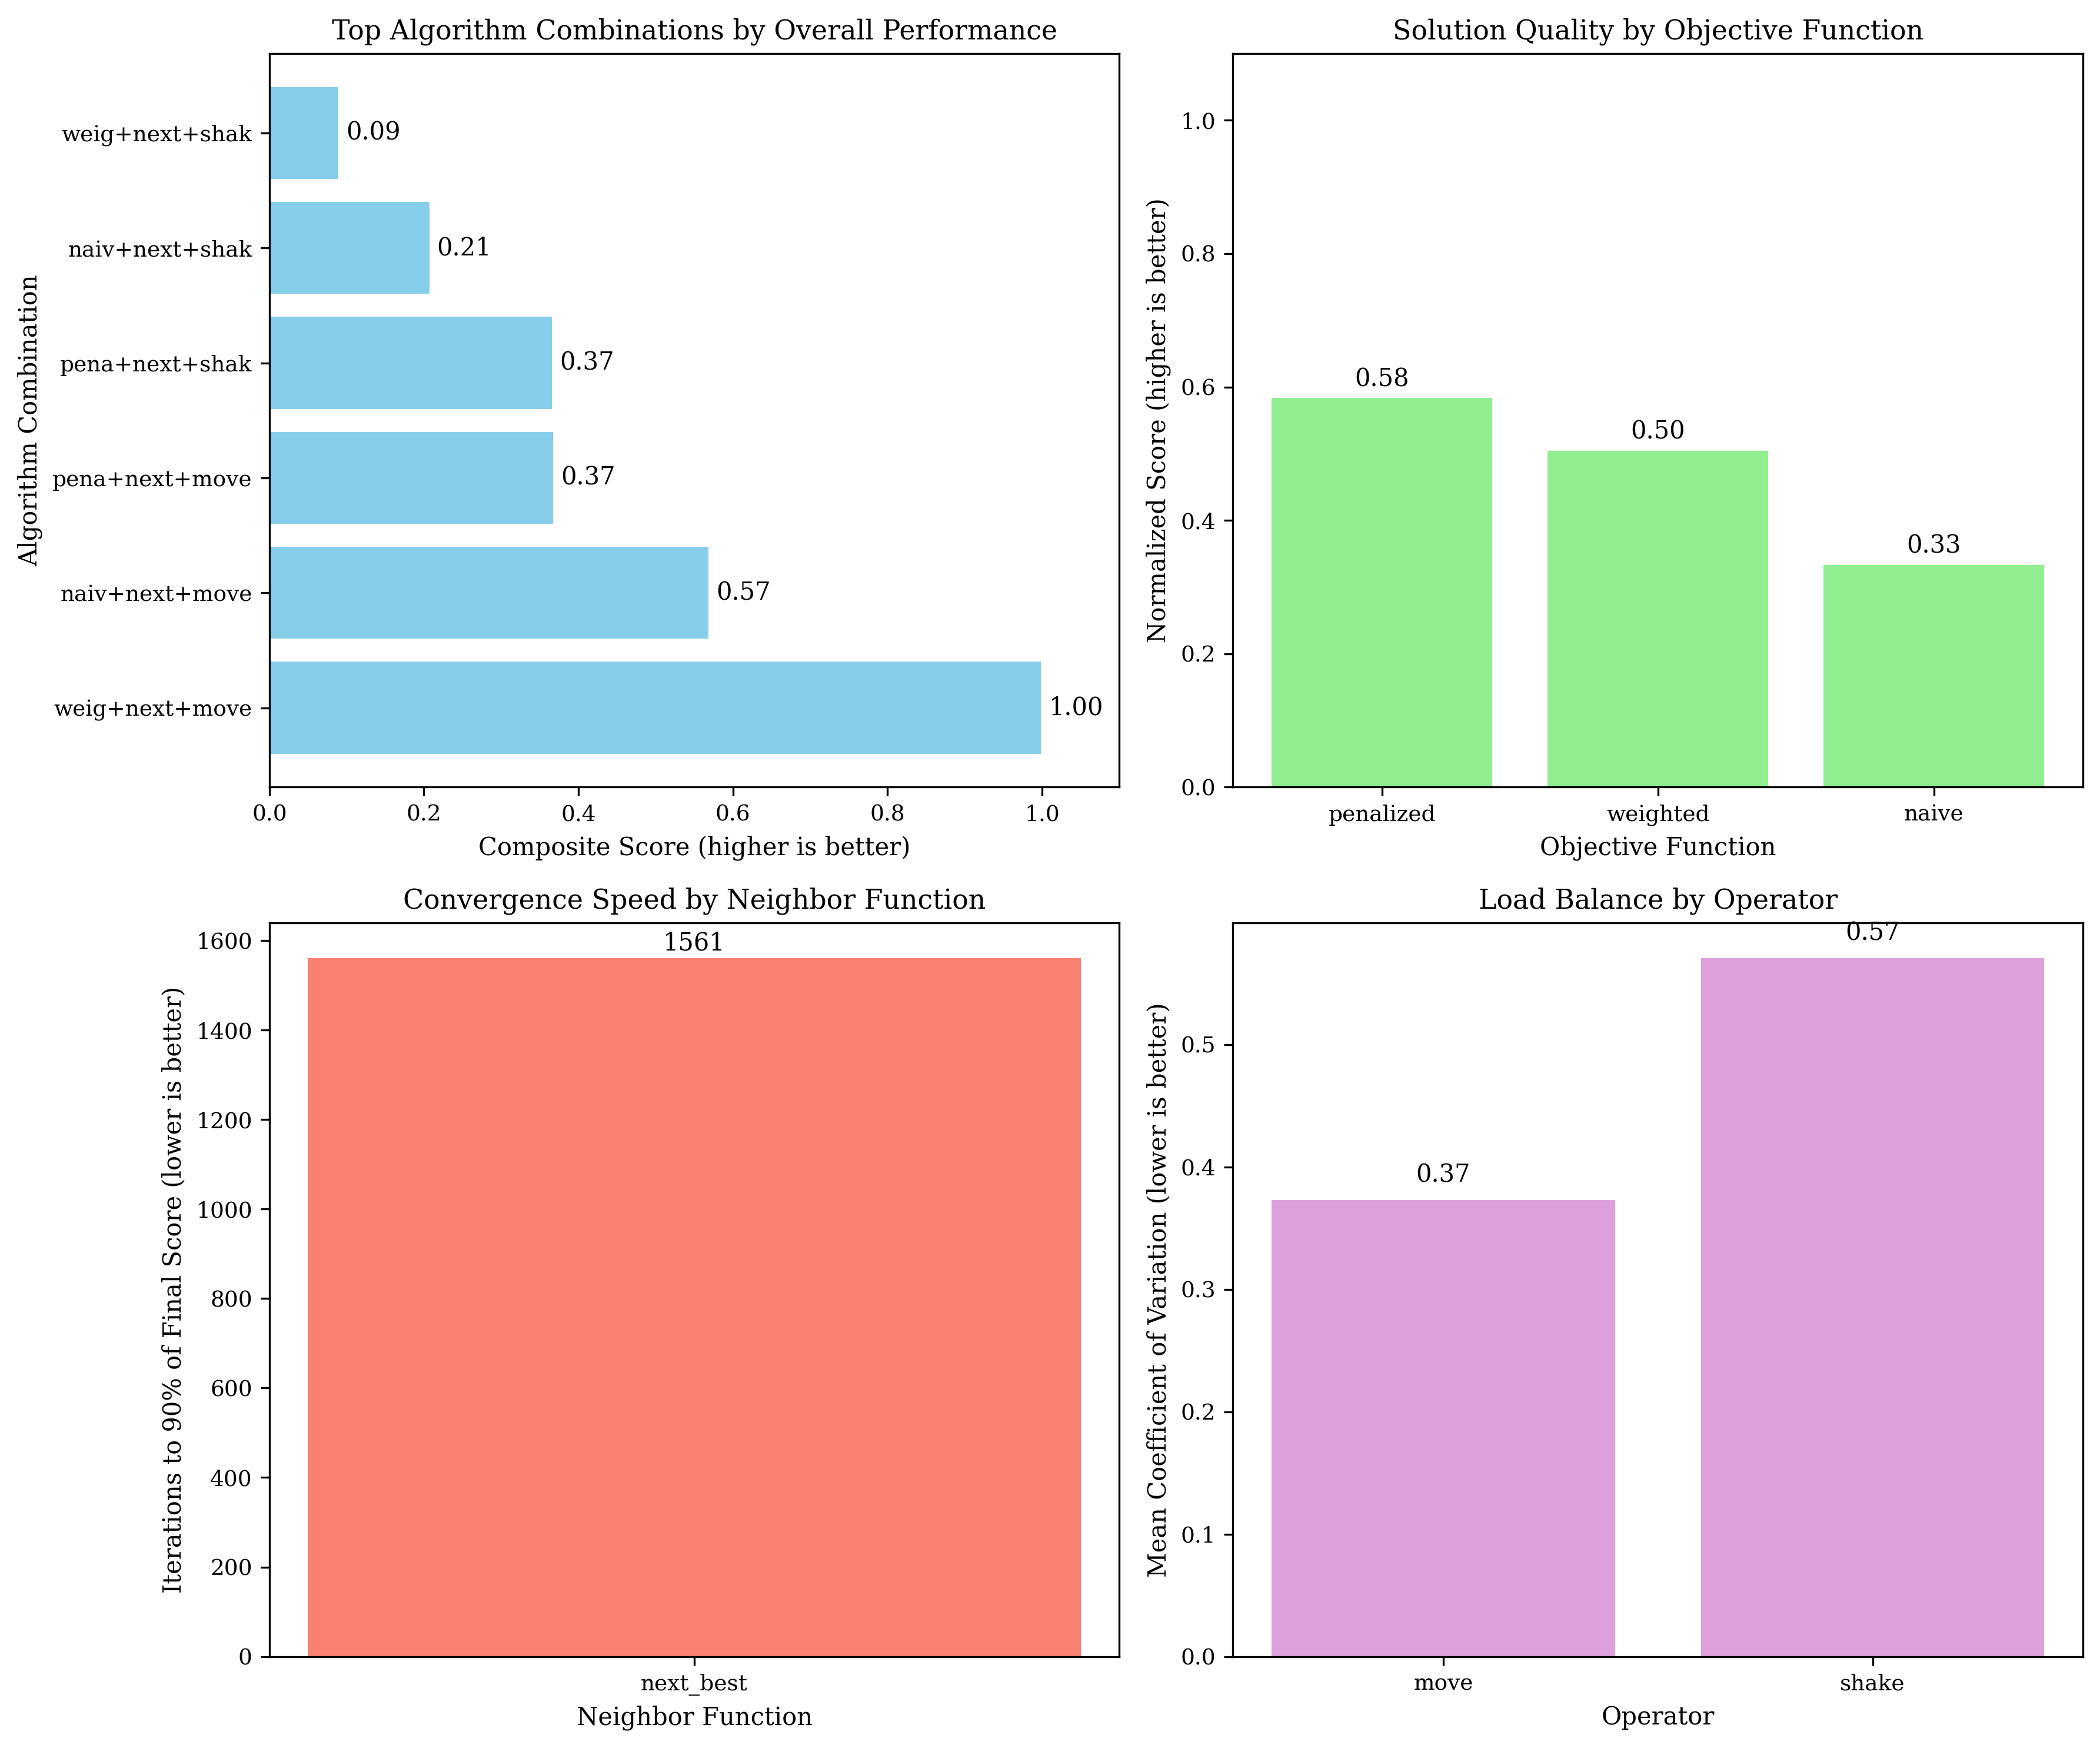 Top Algorithm Combinations by Overall Performance
Algorithm Combination
weig+next+shak
0.09
naiv+next+shak
0.21
pena+next+shak
0.37
pena+next+move
0.37
naiv+next+move
0.57
weig+next+move
1.00
0.0 0.2 0.4 0.6 0.8 1.0
Composite Score (higher is better)
Solution Quality by Objective Function
Normalized Score (higher is better)
1.0
0.8
0.6
0.4
0.2
0.0
0.58
0.50
0.33
penalized weighted naive
Objective Function
Convergence Speed by Neighbor Function
Iterations to 90% of Final Score (lower is better)
1600
1400
1200
1000
800
600
400
200
0
1561
next_best
Neighbor Function
Load Balance by Operator
Mean Coefficient of Variation (lower is better)
0.5
0.4
0.3
0.2
0.1
0.0
0.37
0.57
move shake
Operator